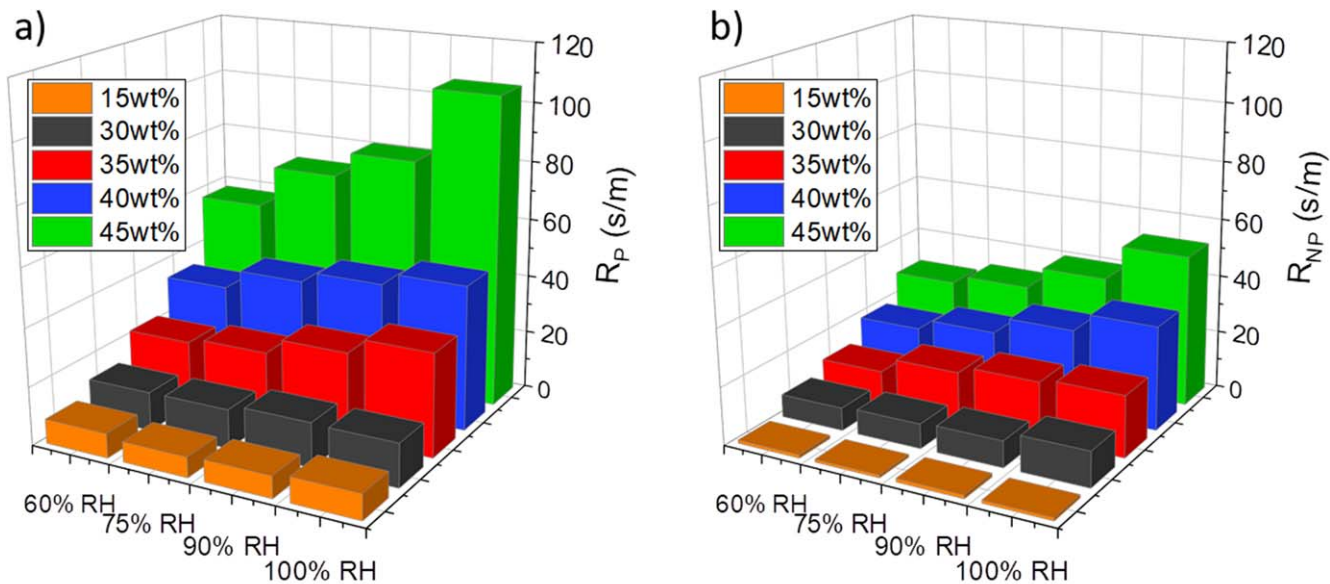 a)
15wt%
30wt%
35wt%
40wt%
45wt%
120
100
80
60
40
20
0
R_P (s/m)
60% RH
75% RH
90% RH
100% RH
b)
15wt%
30wt%
35wt%
40wt%
45wt%
120
100
80
60
40
20
0
R_NP (s/m)
60% RH
75% RH
90% RH
100% RH